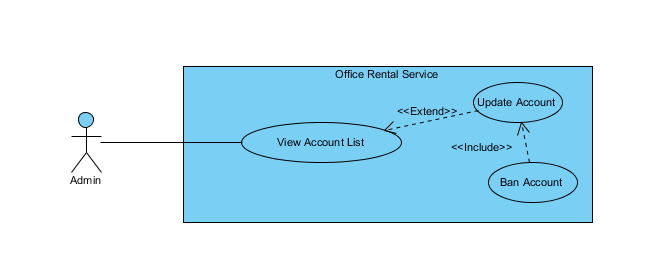 Office Rental Service
Update Account
<<Extend>>
View Account List
<<Include>>
Admin
Ban Account